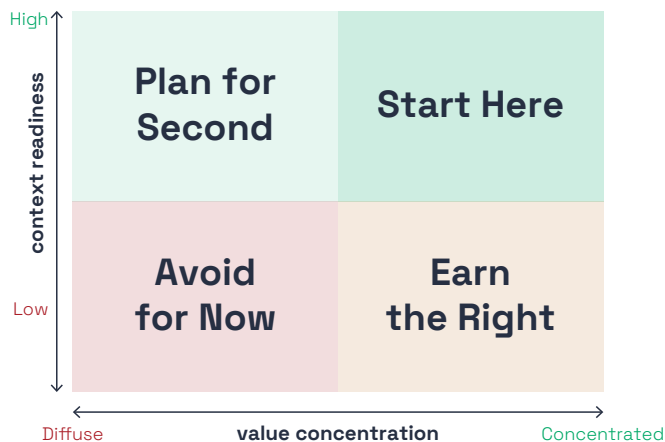 High
context readiness
Low
Plan for
Second
Start Here
Avoid
for Now
Earn
the Right
Diffuse
value concentration
Concentrated